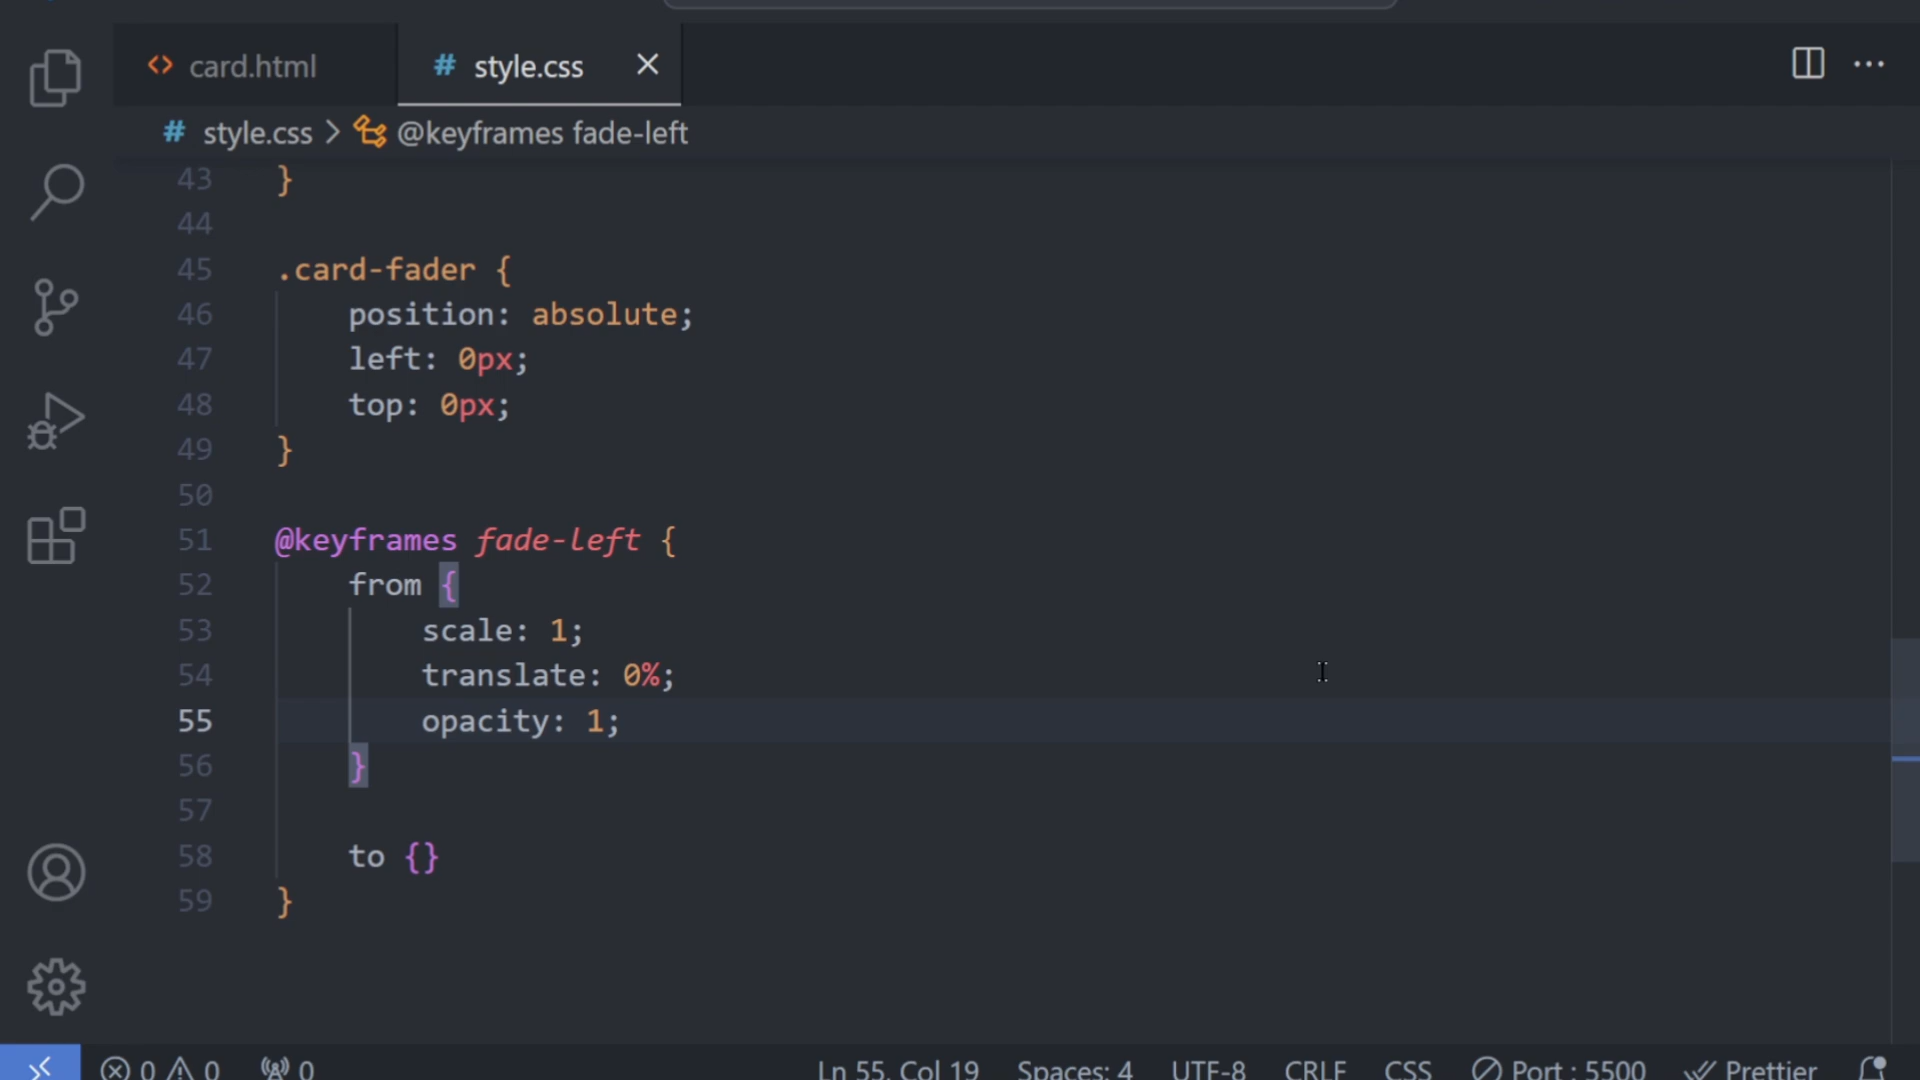 card.html
# style.css
# style.css > @keyframes fade-left
43 }
44
45 .card-fader {
46 position: absolute;
47 left: 0px;
48 top: 0px;
49 }
50
51 @keyframes fade-left {
52 from {
53 scale: 1;
54 translate: 0%;
55 opacity: 1;
56 }
57
58 to {}
59 }
0 0 0 Ln 55, Col 19 Spaces: 4 UTF-8 CRLF CSS Port : 5500 Prettier